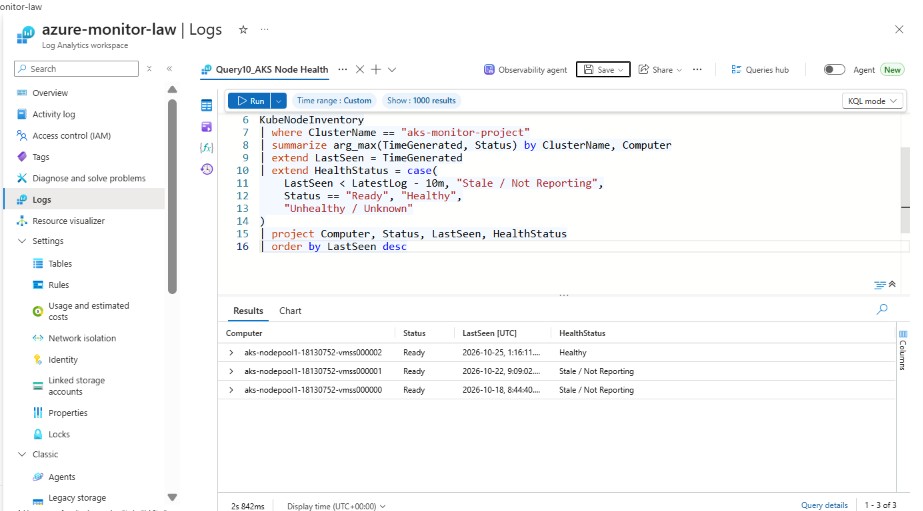 onitor-law
azure-monitor-law | Logs
Log Analytics workspace
Search
Overview
Activity log
Access control (IAM)
Tags
Diagnose and solve problems
Logs
Resource visualizer
Settings
Tables
Rules
Usage and estimated
costs
Network isolation
Identity
Linked storage
accounts
Properties
Locks
Classic
Agents
Legacy storage
Query10_AKS Node Health
Observability agent
Save
Share
Queries hub
Agent New
Run
Time range : Custom
Show : 1000 results
KQL mode
6 KubeNodeInventory
7 | where ClusterName == "aks-monitor-project"
8 | summarize arg_max(TimeGenerated, Status) by ClusterName, Computer
9 | extend LastSeen = TimeGenerated
10 | extend HealthStatus = case(
11 LastSeen < LatestLog - 10m, "Stale / Not Reporting",
12 Status == "Ready", "Healthy",
13 "Unhealthy / Unknown"
14 )
15 | project Computer, Status, LastSeen, HealthStatus
16 | order by LastSeen desc
Results Chart
Computer Status LastSeen [UTC] HealthStatus
aks-nodepool1-18130752-vmss000002 Ready 2026-10-25, 1:16:11.... Healthy
aks-nodepool1-18130752-vmss000001 Ready 2026-10-22, 9:09:02.... Stale / Not Reporting
aks-nodepool1-18130752-vmss000000 Ready 2026-10-18, 8:44:40.... Stale / Not Reporting
Columns
2s 842ms Display time (UTC+00:00) Query details 1 - 3 of 3